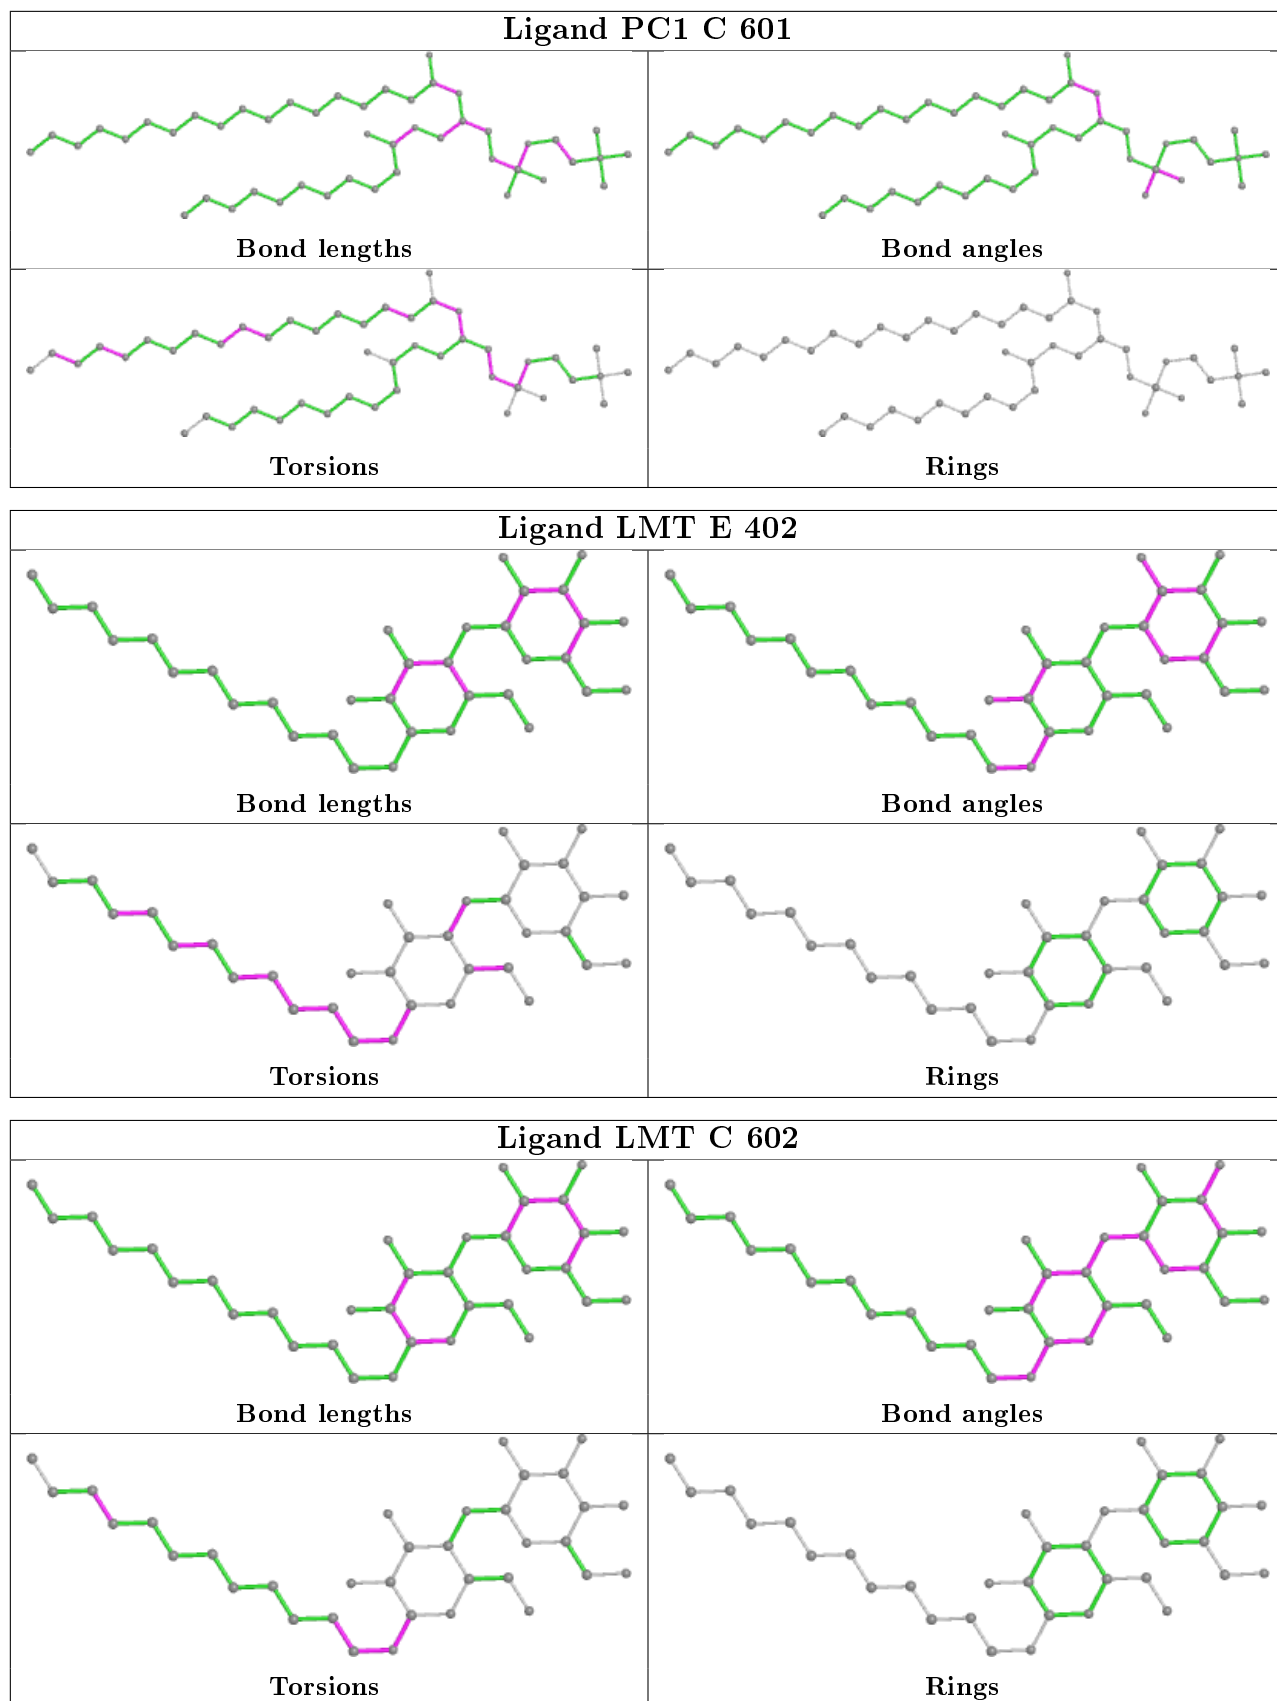 Ligand PC1 C 601
Bond lengths
Bond angles
Torsions
Rings
Ligand LMT E 402
Bond lengths
Bond angles
Torsions
Rings
Ligand LMT C 602
Bond lengths
Bond angles
Torsions
Rings